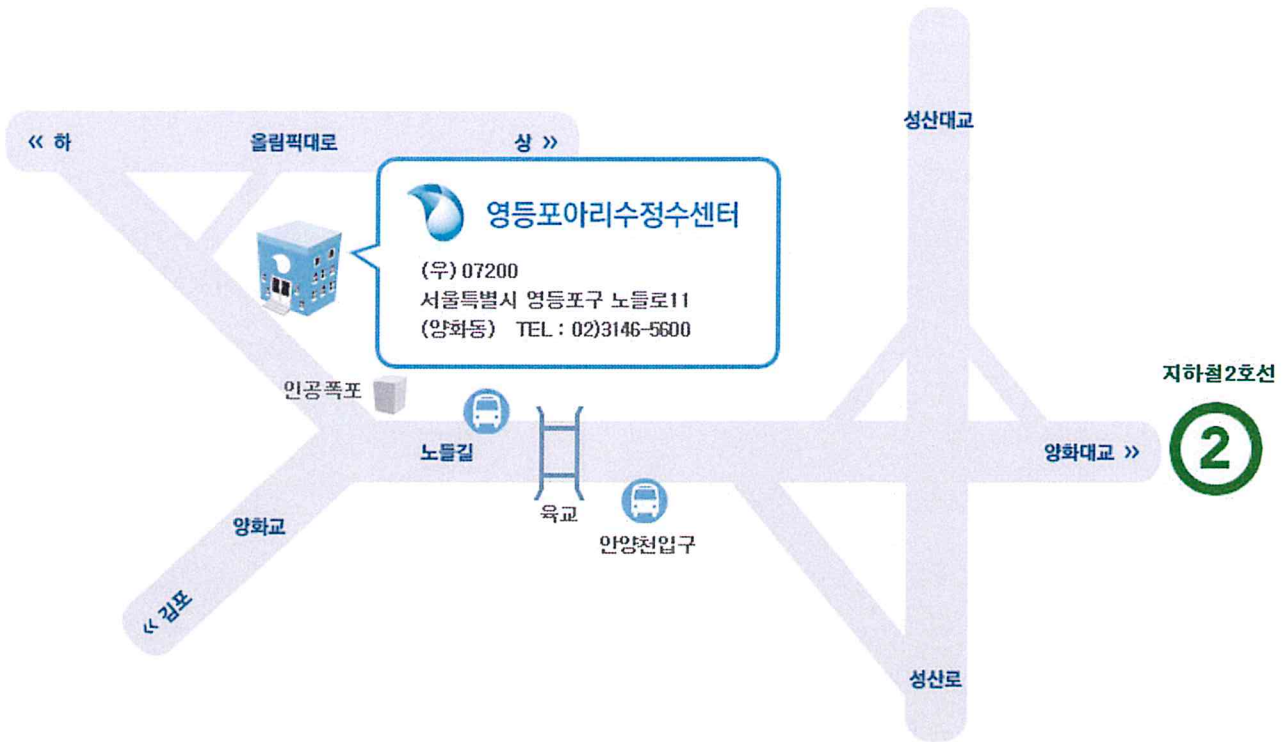 성산대교
« 하 올림픽대로 상 »
영등포아리수정수센터
(우) 07200
서울특별시 영등포구 노들로11
(양화동) TEL : 02)3146-5600
지하철2호선
인공폭포
2
노들길
양화대교 »
육교
양화교
안양천입구
« 김포
성산로